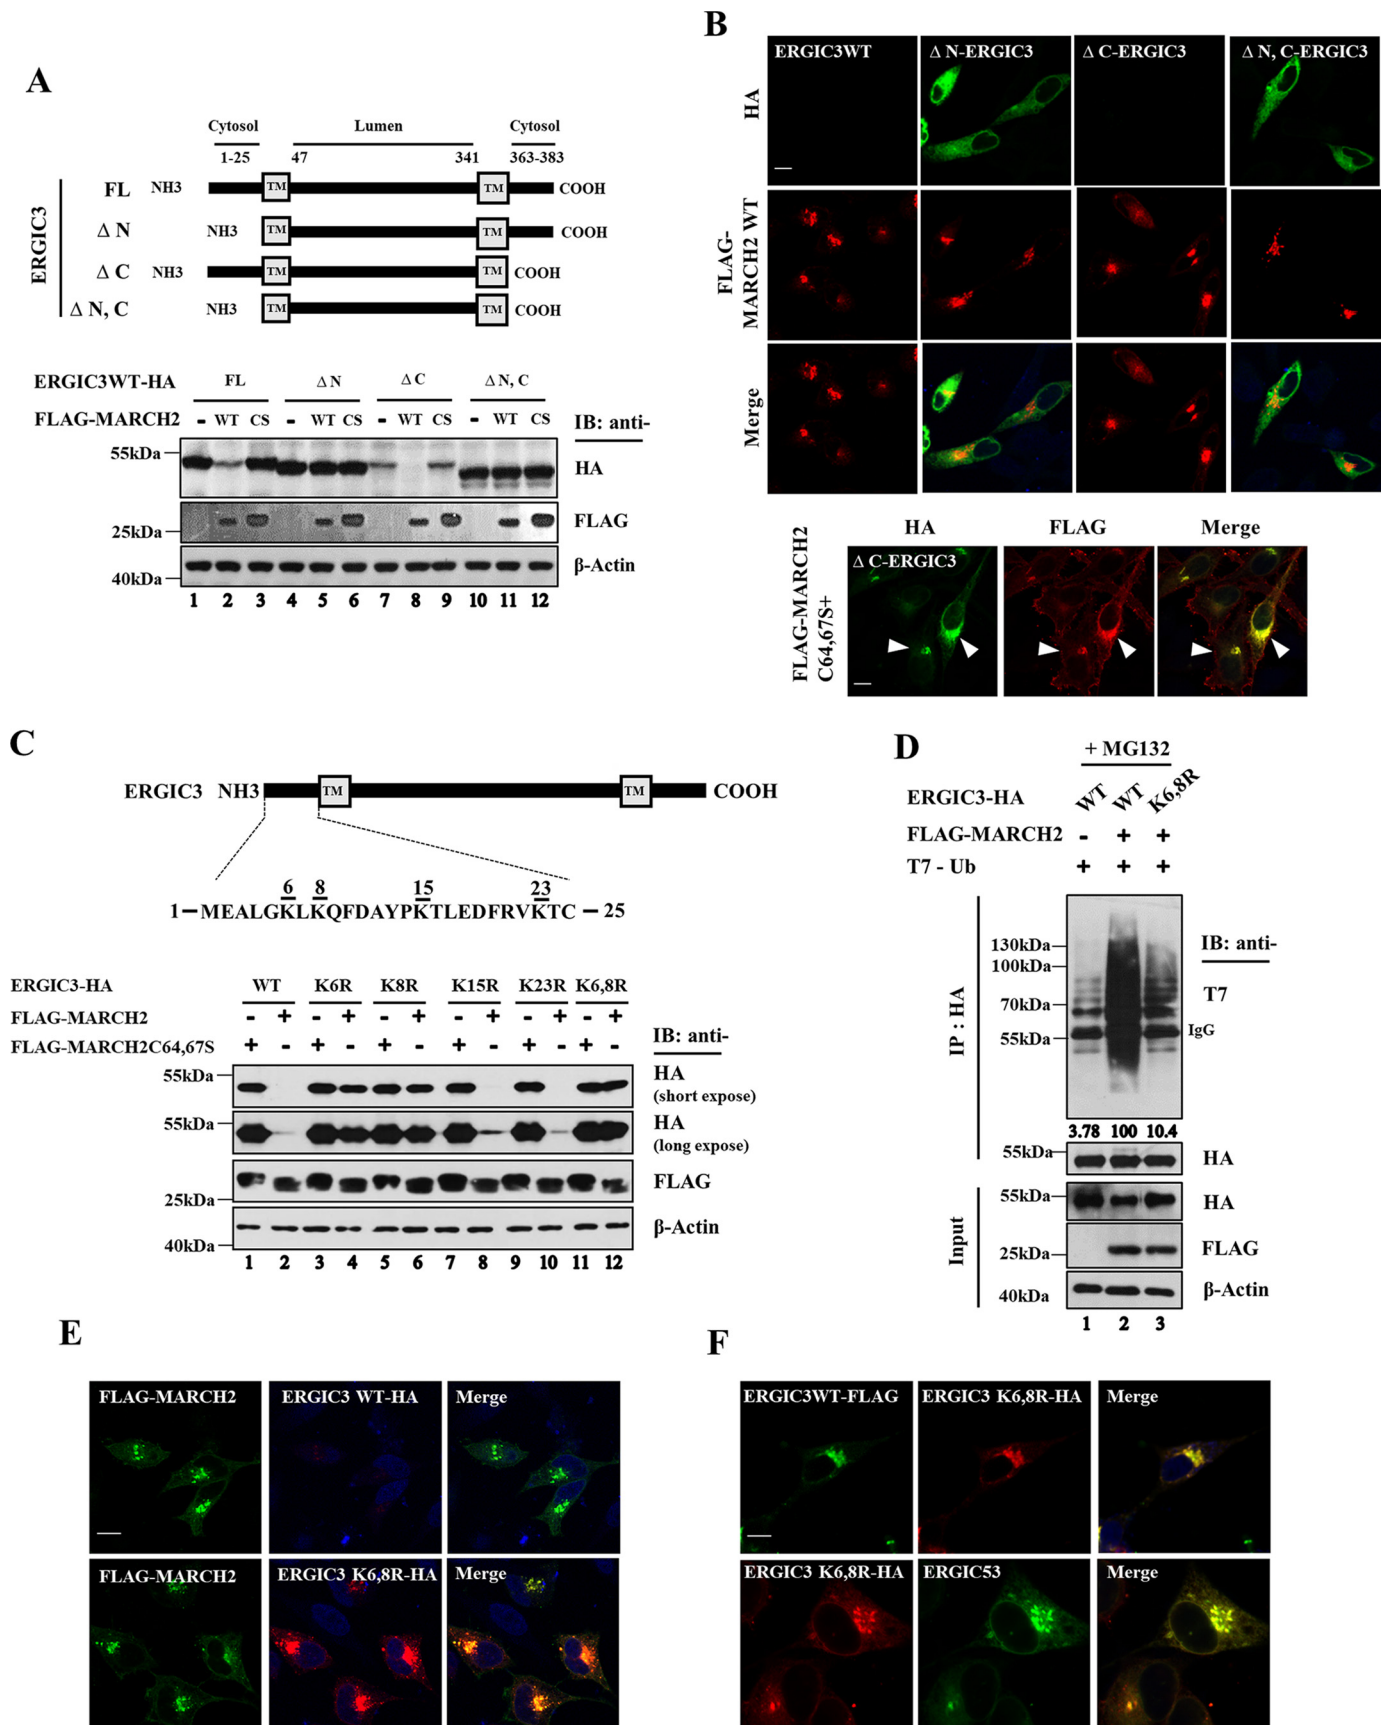 A
Cytosol Lumen Cytosol
1-25 47 341 363-383
ERGIC3
FL NH3 TM TM COOH
Δ N NH3 TM TM COOH
Δ C NH3 TM TM COOH
Δ N, C NH3 TM TM COOH
ERGIC3WT-HA FL Δ N Δ C Δ N, C
FLAG-MARCH2 - WT CS - WT CS - WT CS - WT CS IB: anti-
55kDa HA
25kDa FLAG
40kDa β-Actin
1 2 3 4 5 6 7 8 9 10 11 12
B
ERGIC3WT Δ N-ERGIC3 Δ C-ERGIC3 Δ N, C-ERGIC3
HA
FLAG-
MARCH2 WT
Merge
HA FLAG Merge
FLAG-MARCH2
C64,67S+
Δ C-ERGIC3
C
ERGIC3 NH3 TM TM COOH
6 8 15 23
1 — MEALGKLKQFDAYPKTLEDFRVKTC — 25
ERGIC3-HA WT K6R K8R K15R K23R K6,8R
FLAG-MARCH2 - + - + - + - + - + - +
FLAG-MARCH2C64,67S + - + - + - + - + - + -
IB: anti-
55kDa HA
(short expose)
55kDa HA
(long expose)
25kDa FLAG
40kDa β-Actin
1 2 3 4 5 6 7 8 9 10 11 12
D
+ MG132
ERGIC3-HA WT WT K6,8R
FLAG-MARCH2 - + +
T7 - Ub + + +
IP : HA
IB: anti-
130kDa
100kDa
T7
70kDa
55kDa IgG
3.78 100 10.4
55kDa HA
Input
55kDa HA
25kDa FLAG
40kDa β-Actin
1 2 3
E
FLAG-MARCH2 ERGIC3 WT-HA Merge
FLAG-MARCH2 ERGIC3 K6,8R-HA Merge
F
ERGIC3WT-FLAG ERGIC3 K6,8R-HA Merge
ERGIC3 K6,8R-HA ERGIC53 Merge